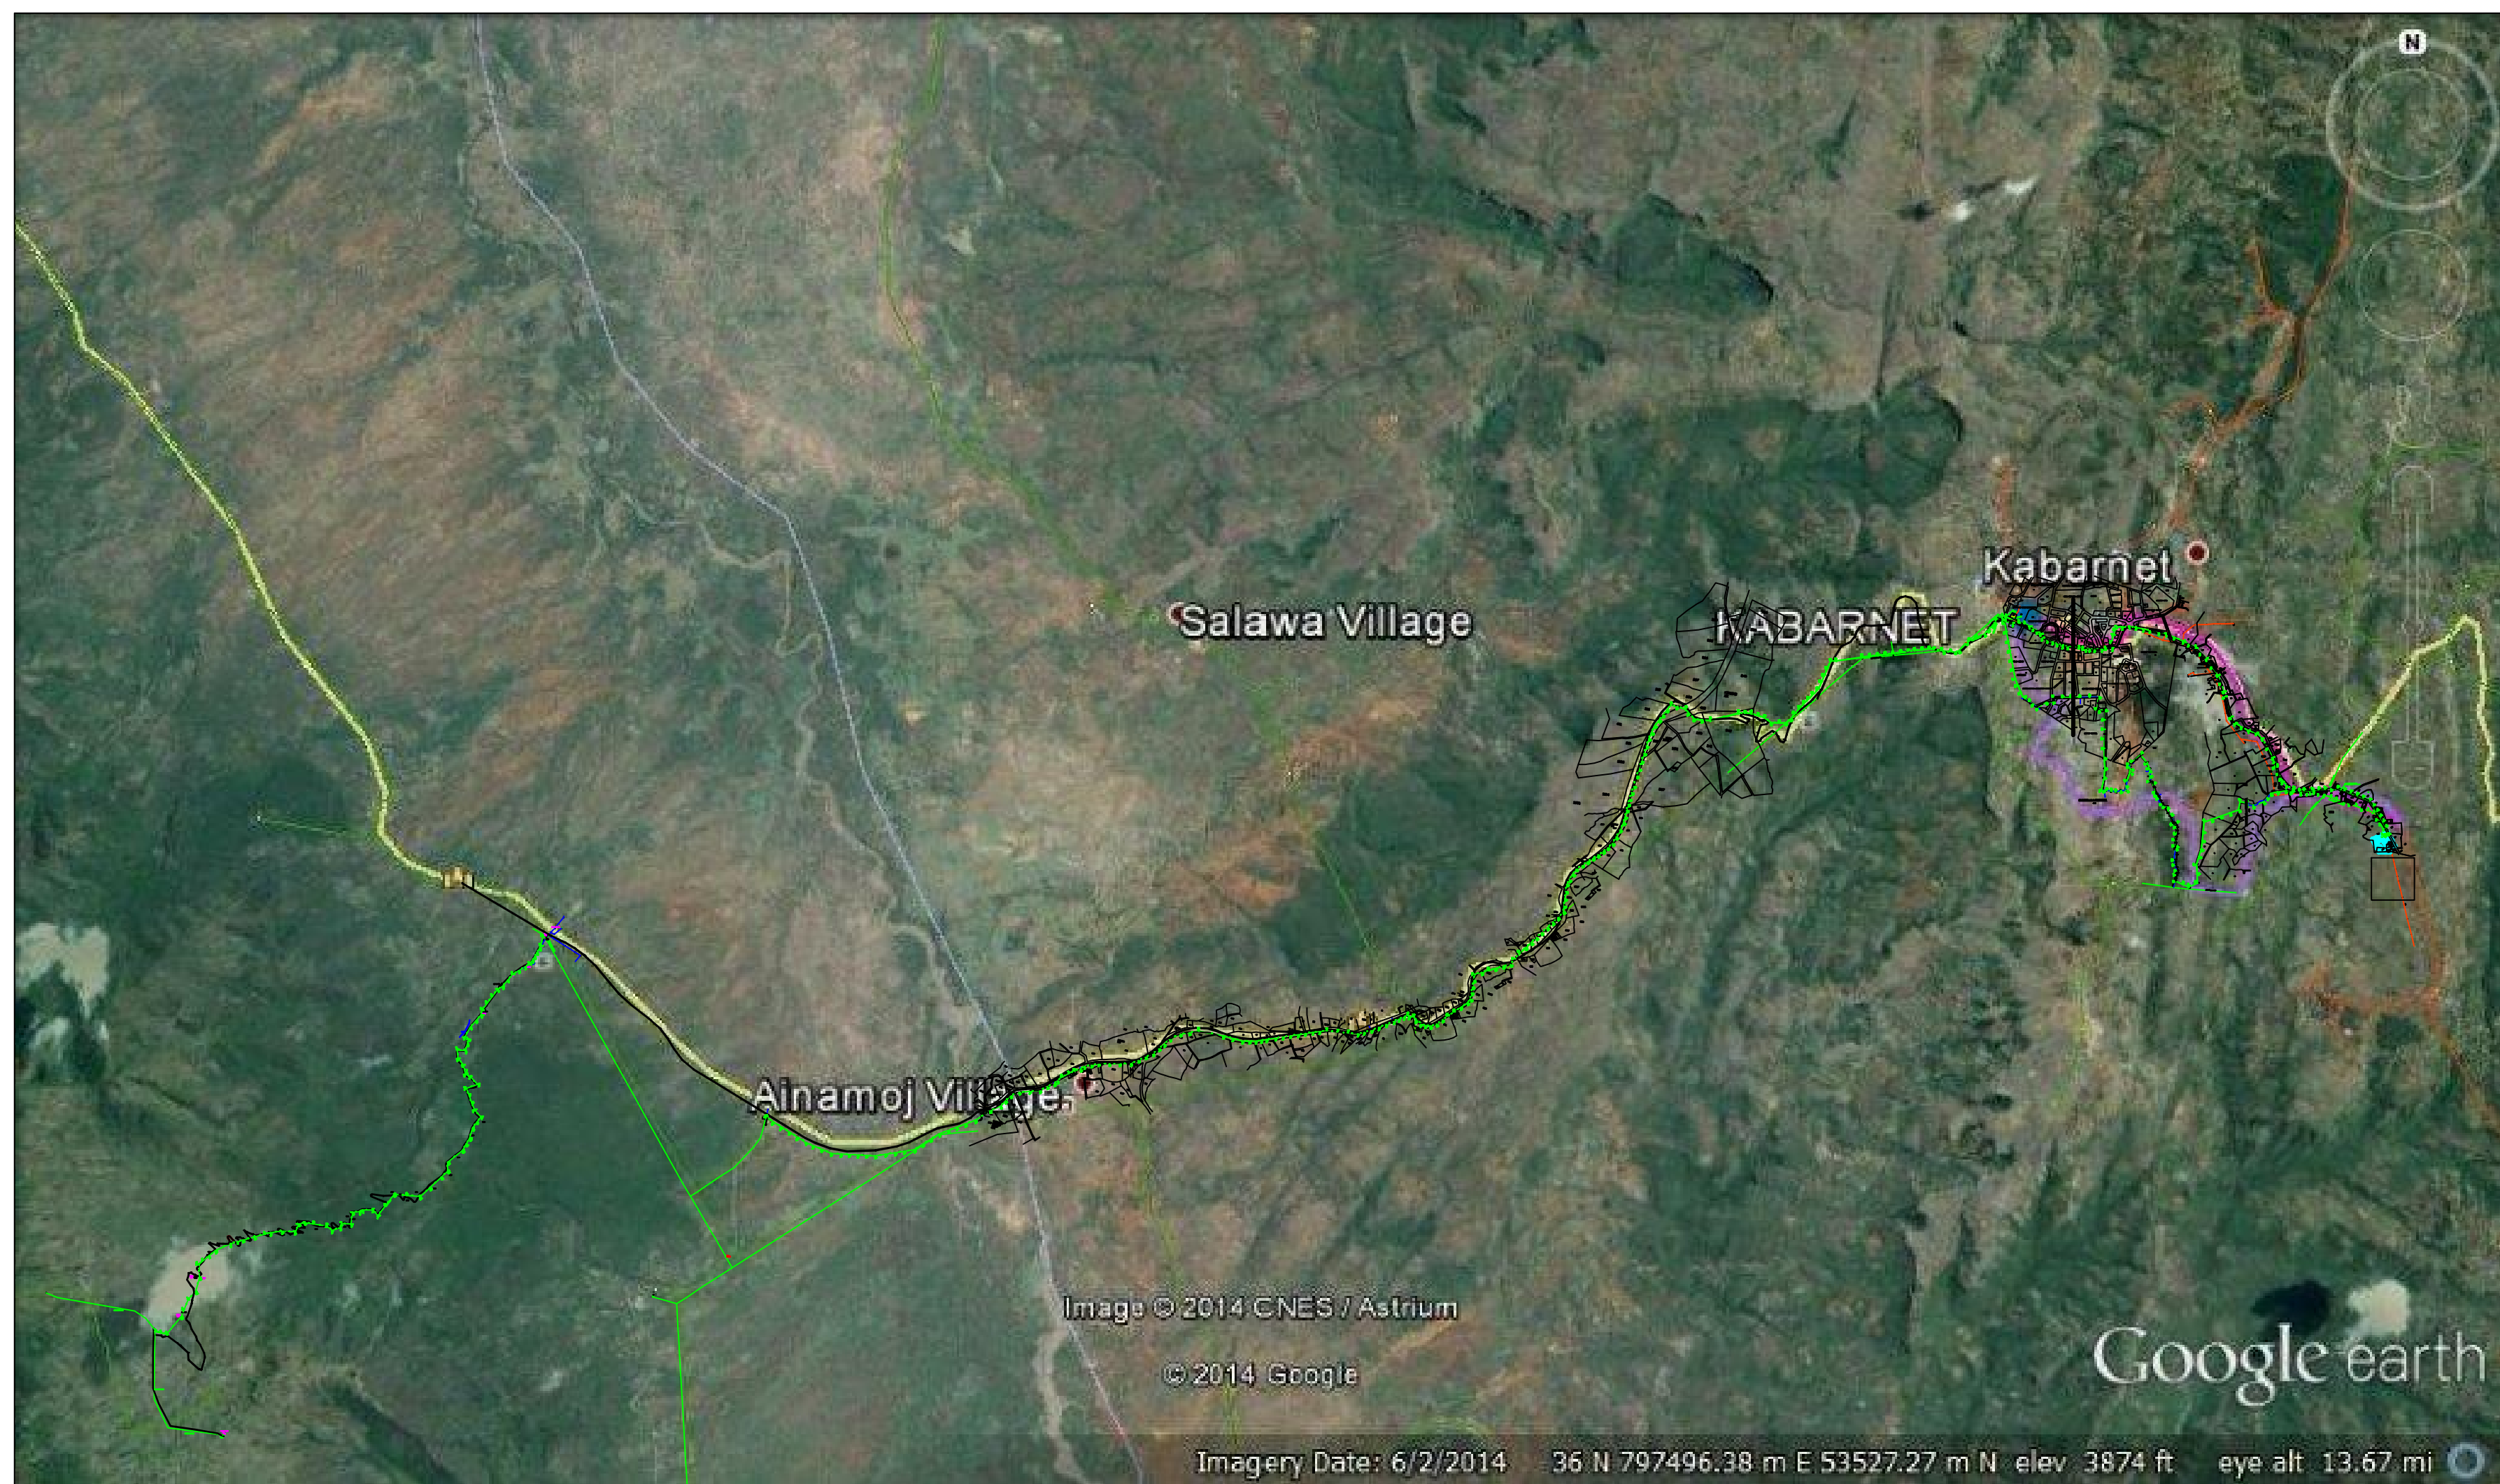 N
Kabarnet
Salawa Village
KABARNET
Ainamoj Village
Image © 2014 CNES / Astrium
© 2014 Google
Google earth
Imagery Date: 6/2/2014 36 N 797496.38 m E 53527.27 m N elev 3874 ft eye alt 13.67 mi